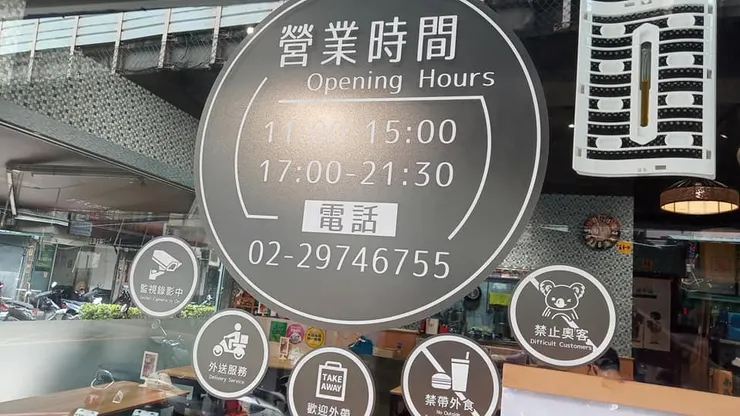 營業時間
Opening Hours
15:00
17:00-21:30
電話
02-29746755
監視錄影中
外送服務
Delivery Service
TAKE
AWAY
歡迎外帶
禁帶外食
No Outside
禁止奧客
Difficult Customers